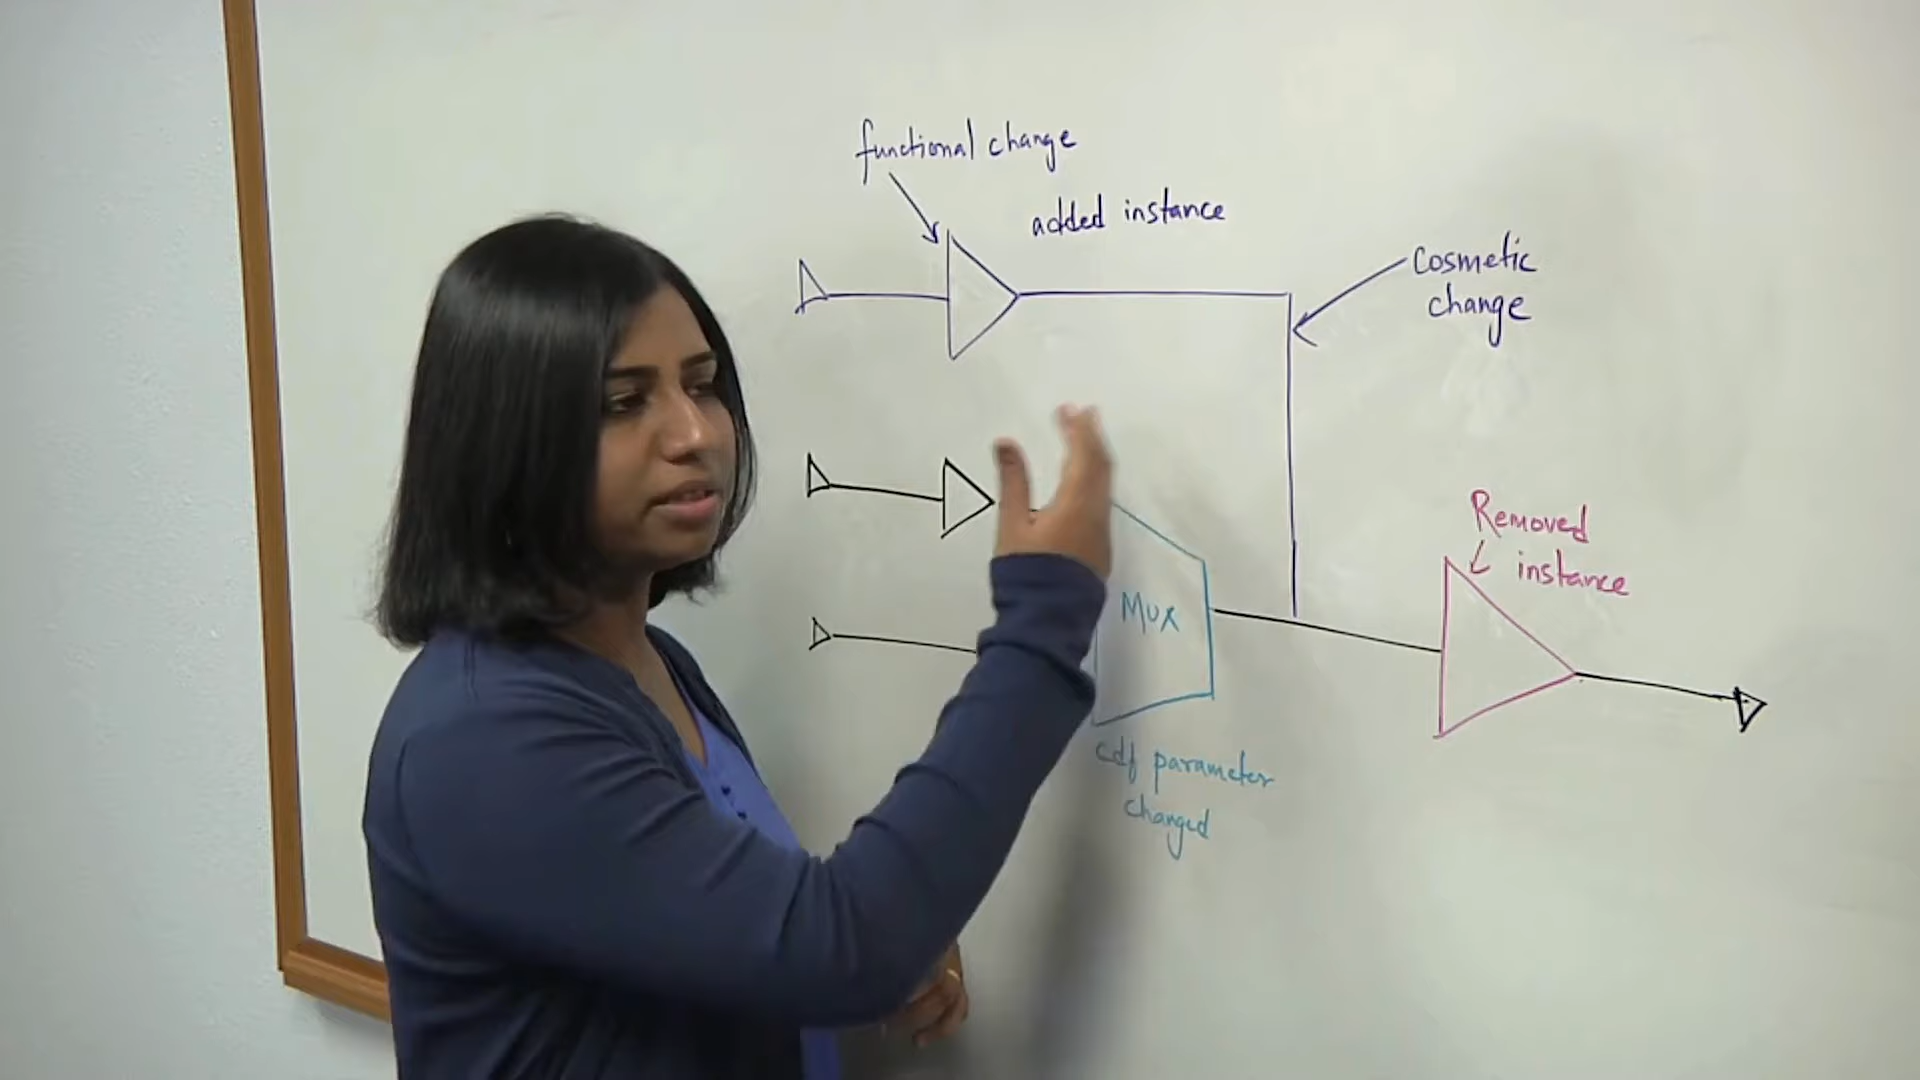 functional change
added instance
Cosmetic
change
Removed
instance
Mux
cdf parameter
changed